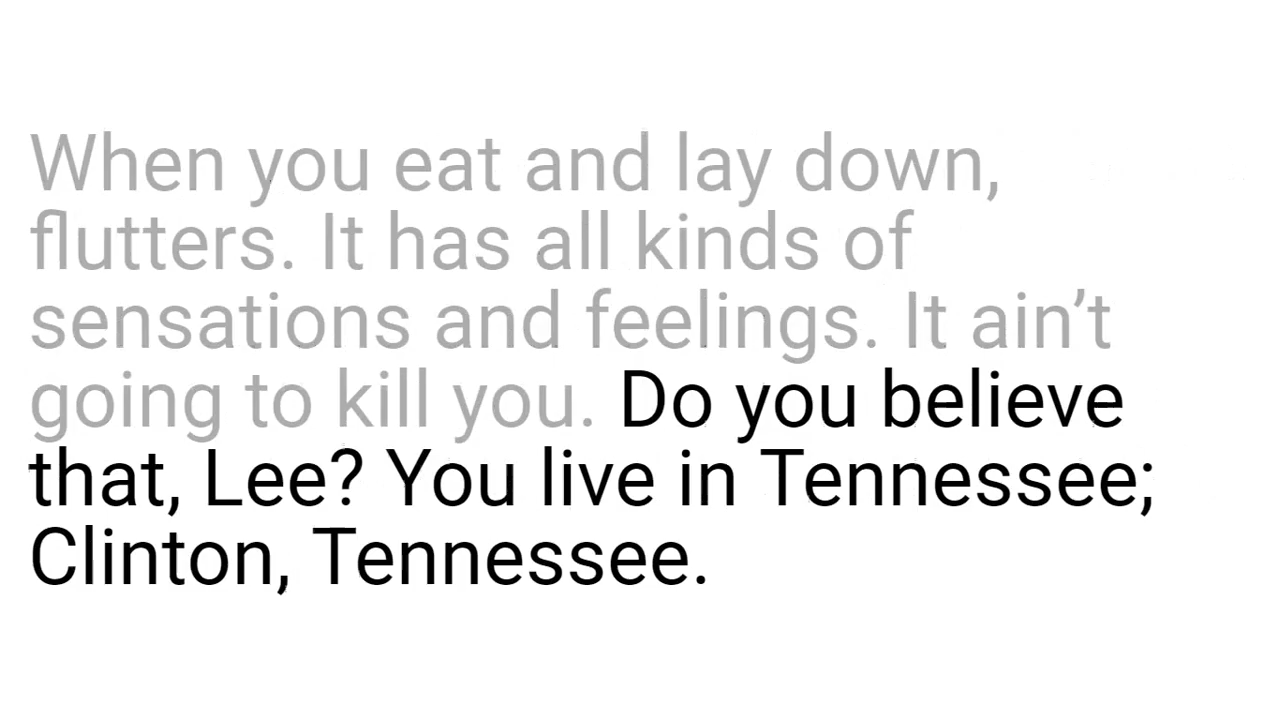 When you eat and lay down,
flutters. It has all kinds of
sensations and feelings. It ain’t
going to kill you. Do you believe
that, Lee? You live in Tennessee;
Clinton, Tennessee.